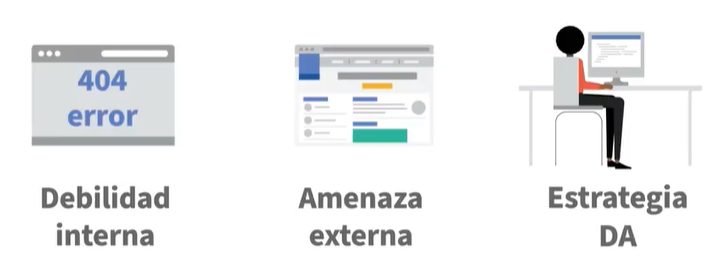 404
error
Debilidad
interna
Amenaza
externa
Estrategia
DA